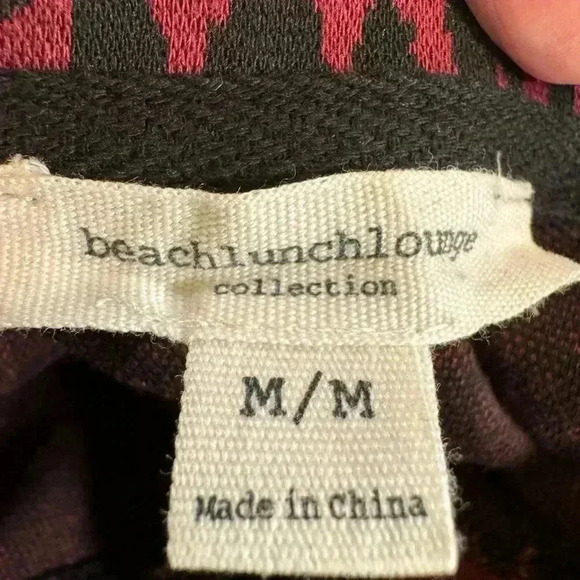 beachlunchlounge
collection
M/M
Made in China